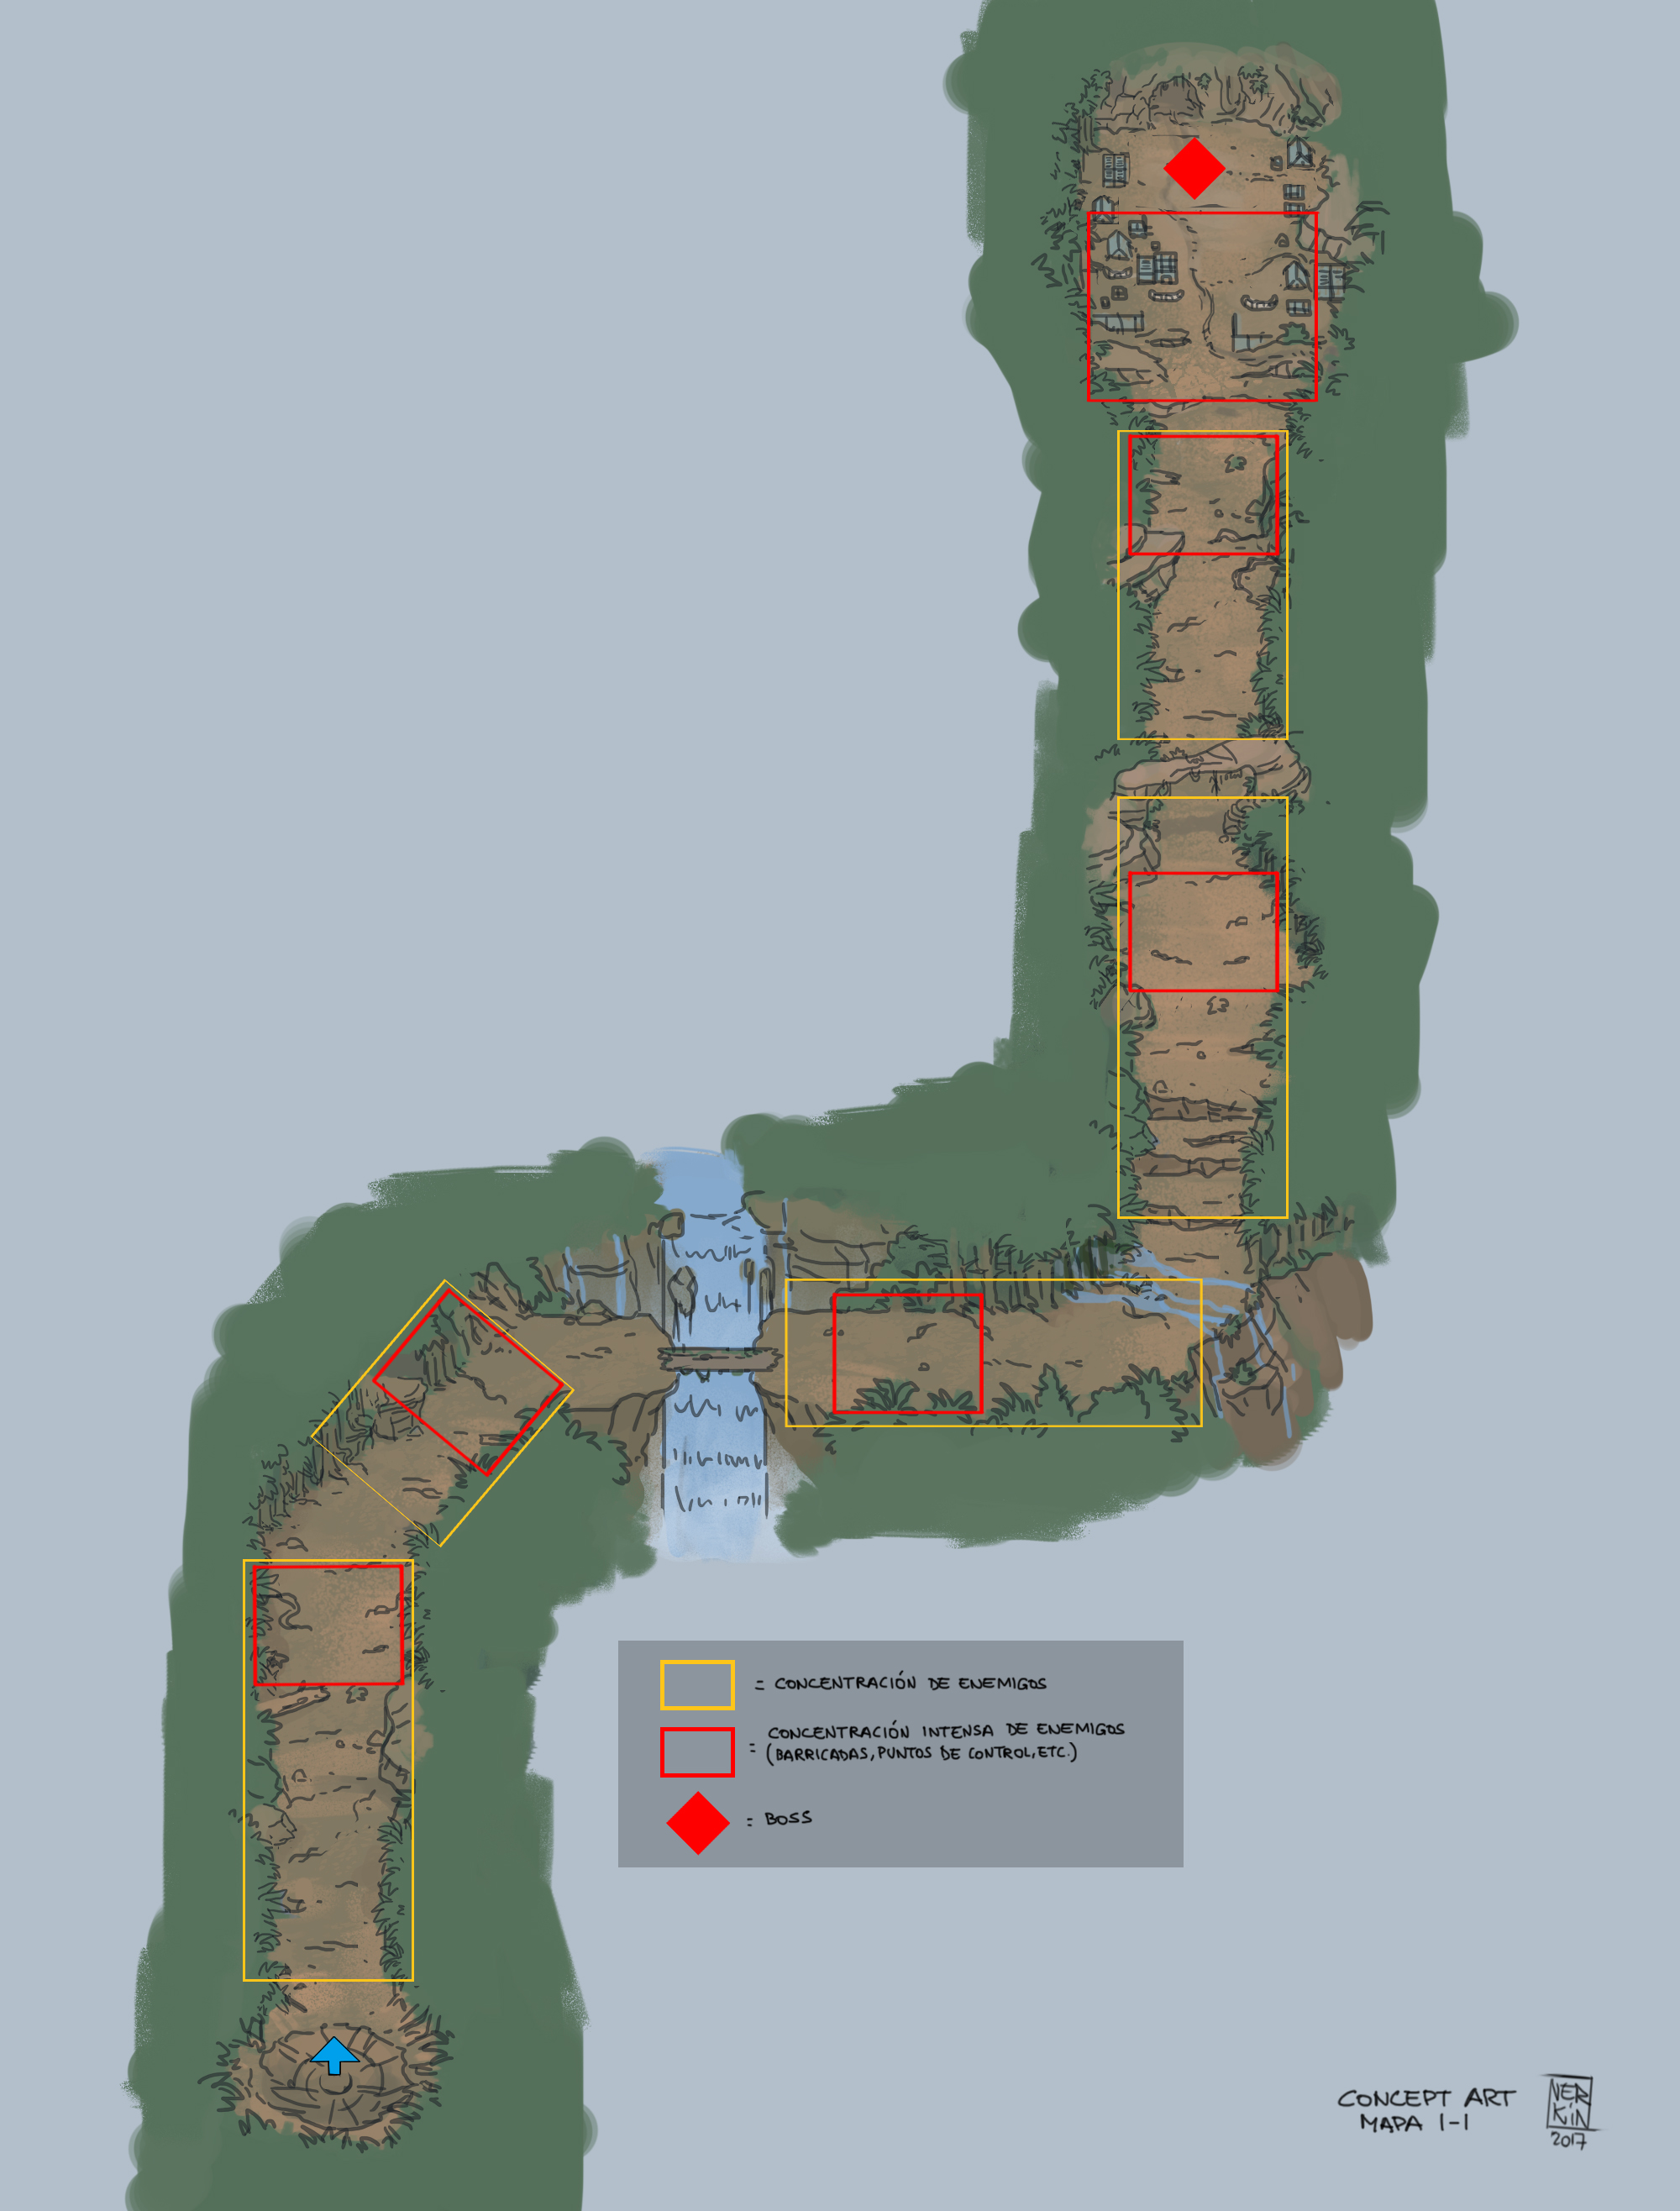 = CONCENTRACIÓN DE ENEMIGOS
= CONCENTRACIÓN INTENSA DE ENEMIGOS
(BARRICADAS, PUNTOS DE CONTROL, ETC.)
= BOSS
CONCEPT ART
MAPA 1-1
NER
KÍN
2017